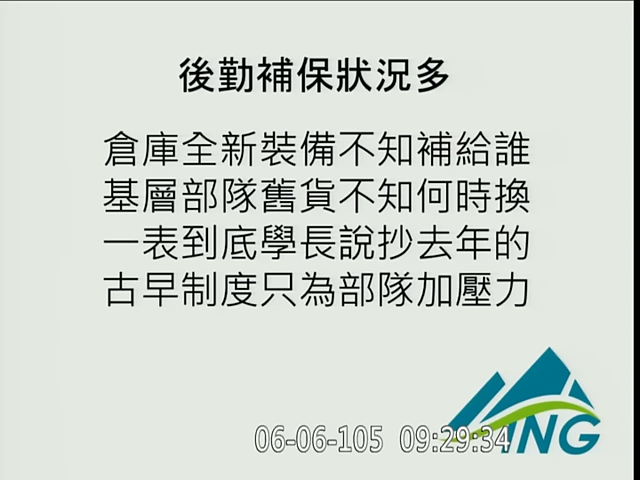 後勤補保狀況多
倉庫全新裝備不知補給誰
基層部隊舊貨不知何時換
一表到底學長說抄去年的
古早制度只為部隊加壓力
06-06-105 09:29:34
ING